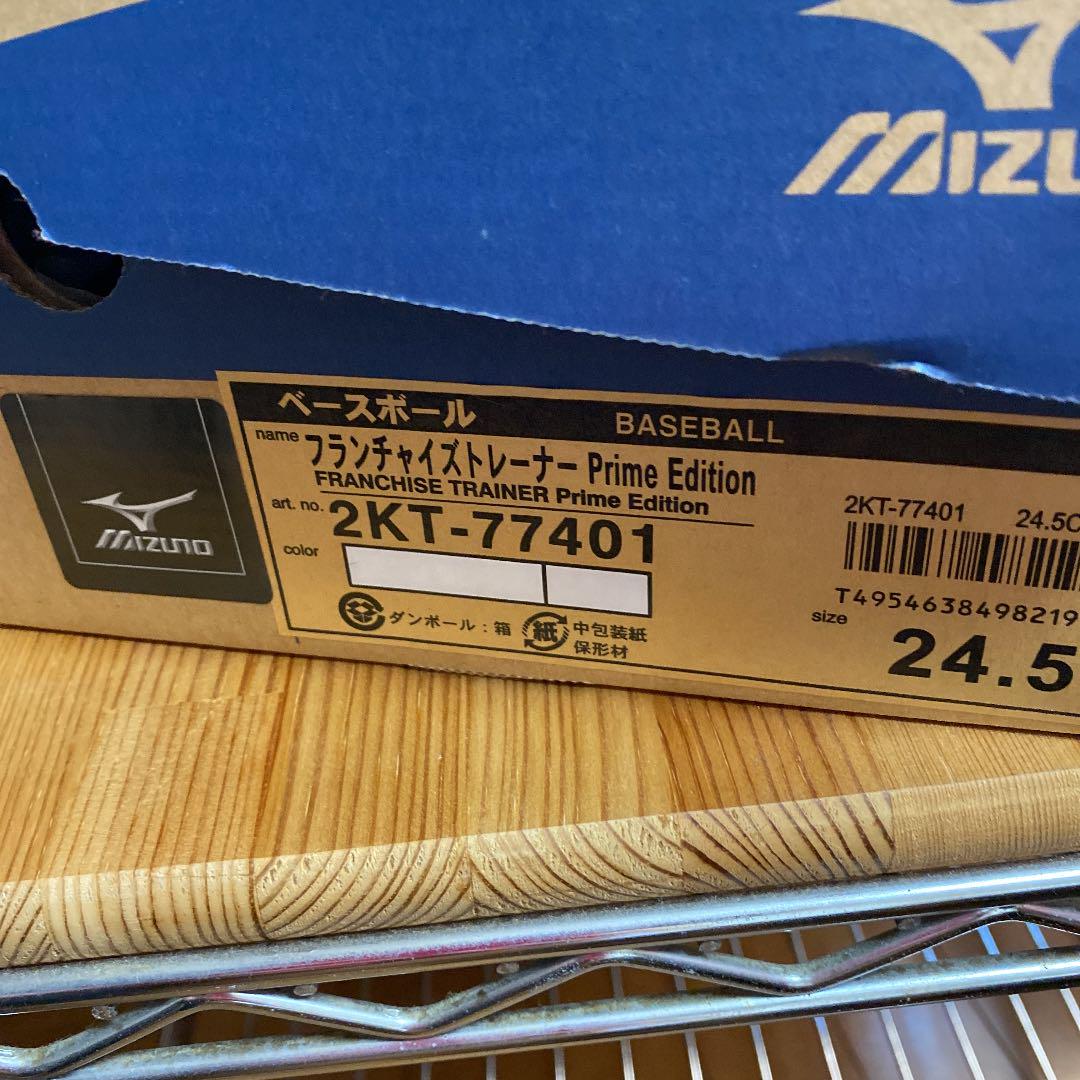 MIZU
ベースボール BASEBALL
name フランチャイズトレーナー Prime Edition
FRANCHISE TRAINER Prime Edition
art. no. 2KT-77401
color
ダンボール:箱 紙 中包装紙
保形材
2KT-77401 24.5C
T4954638498219
size
24.5
MIZUNO